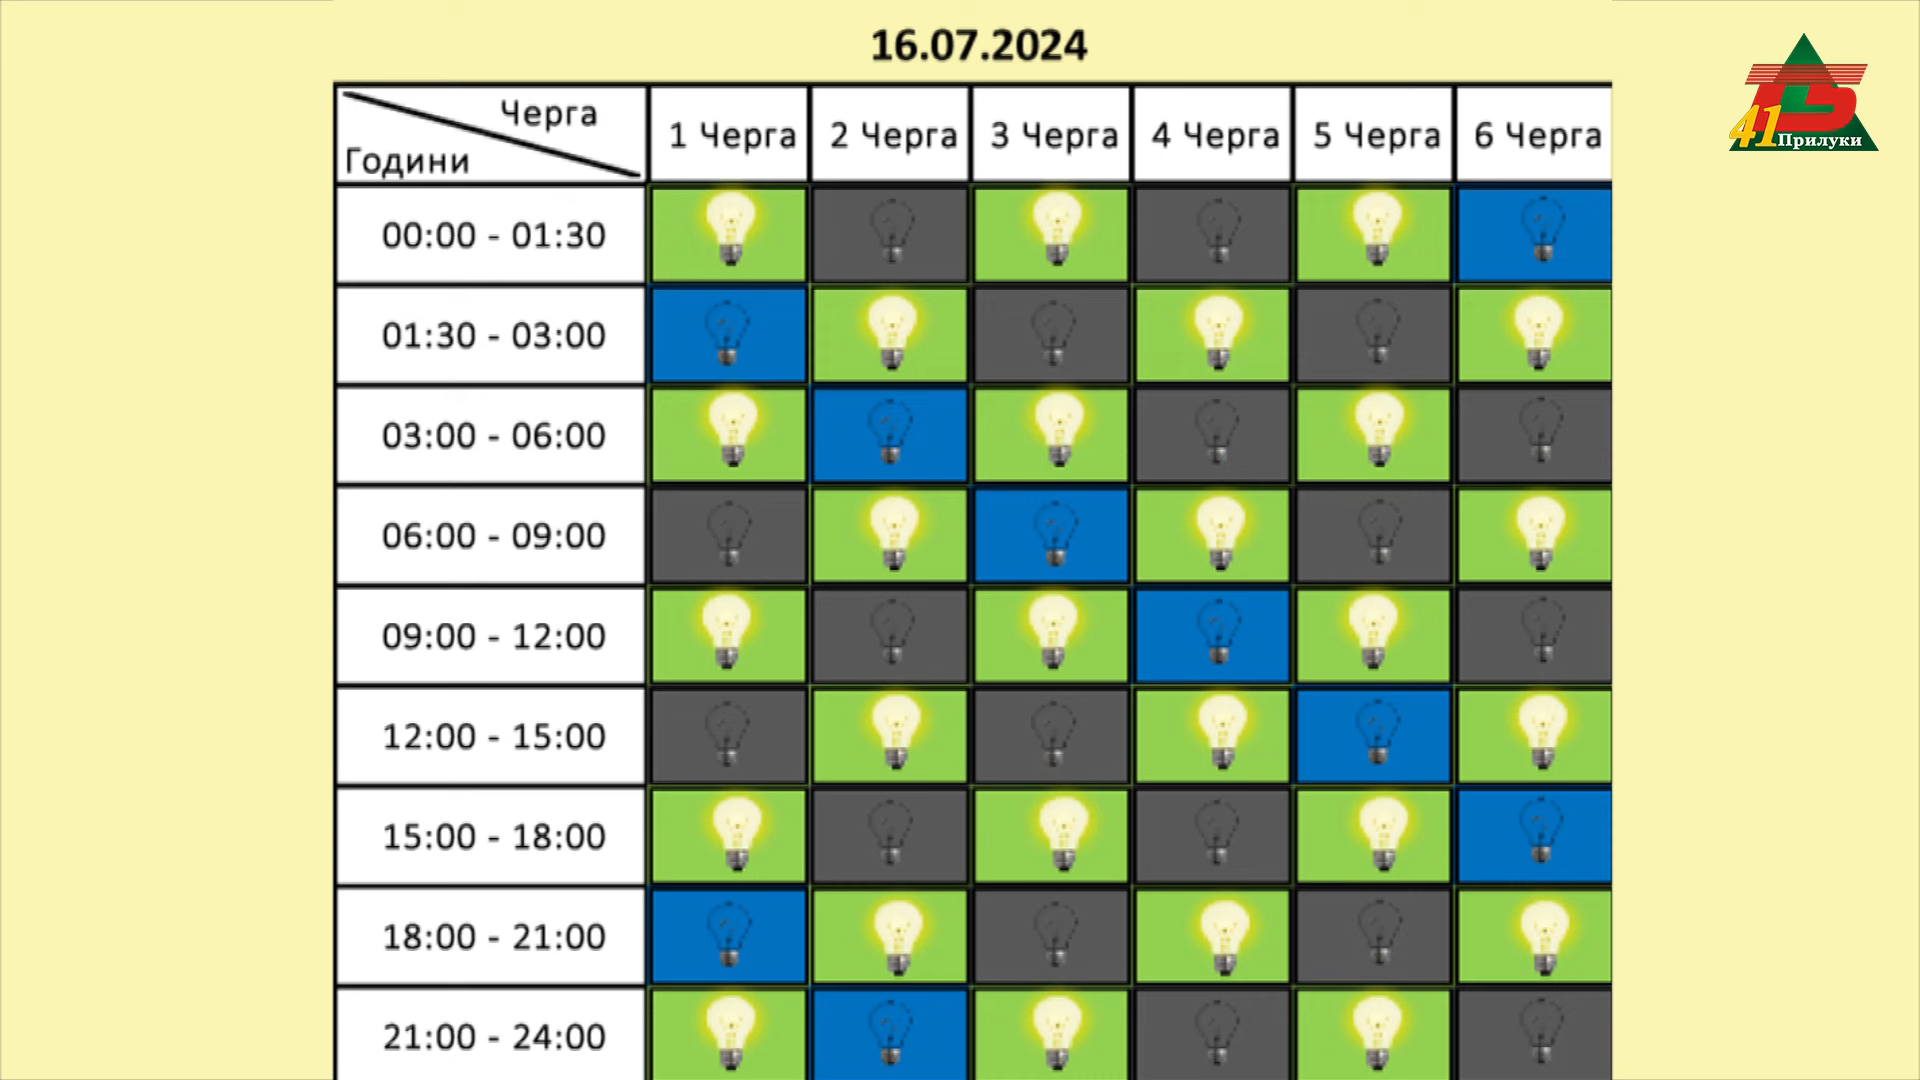 16.07.2024
Черга
Години
1 Черга 2 Черга 3 Черга 4 Черга 5 Черга 6 Черга
00:00 - 01:30
01:30 - 03:00
03:00 - 06:00
06:00 - 09:00
09:00 - 12:00
12:00 - 15:00
15:00 - 18:00
18:00 - 21:00
21:00 - 24:00
41
Прилуки